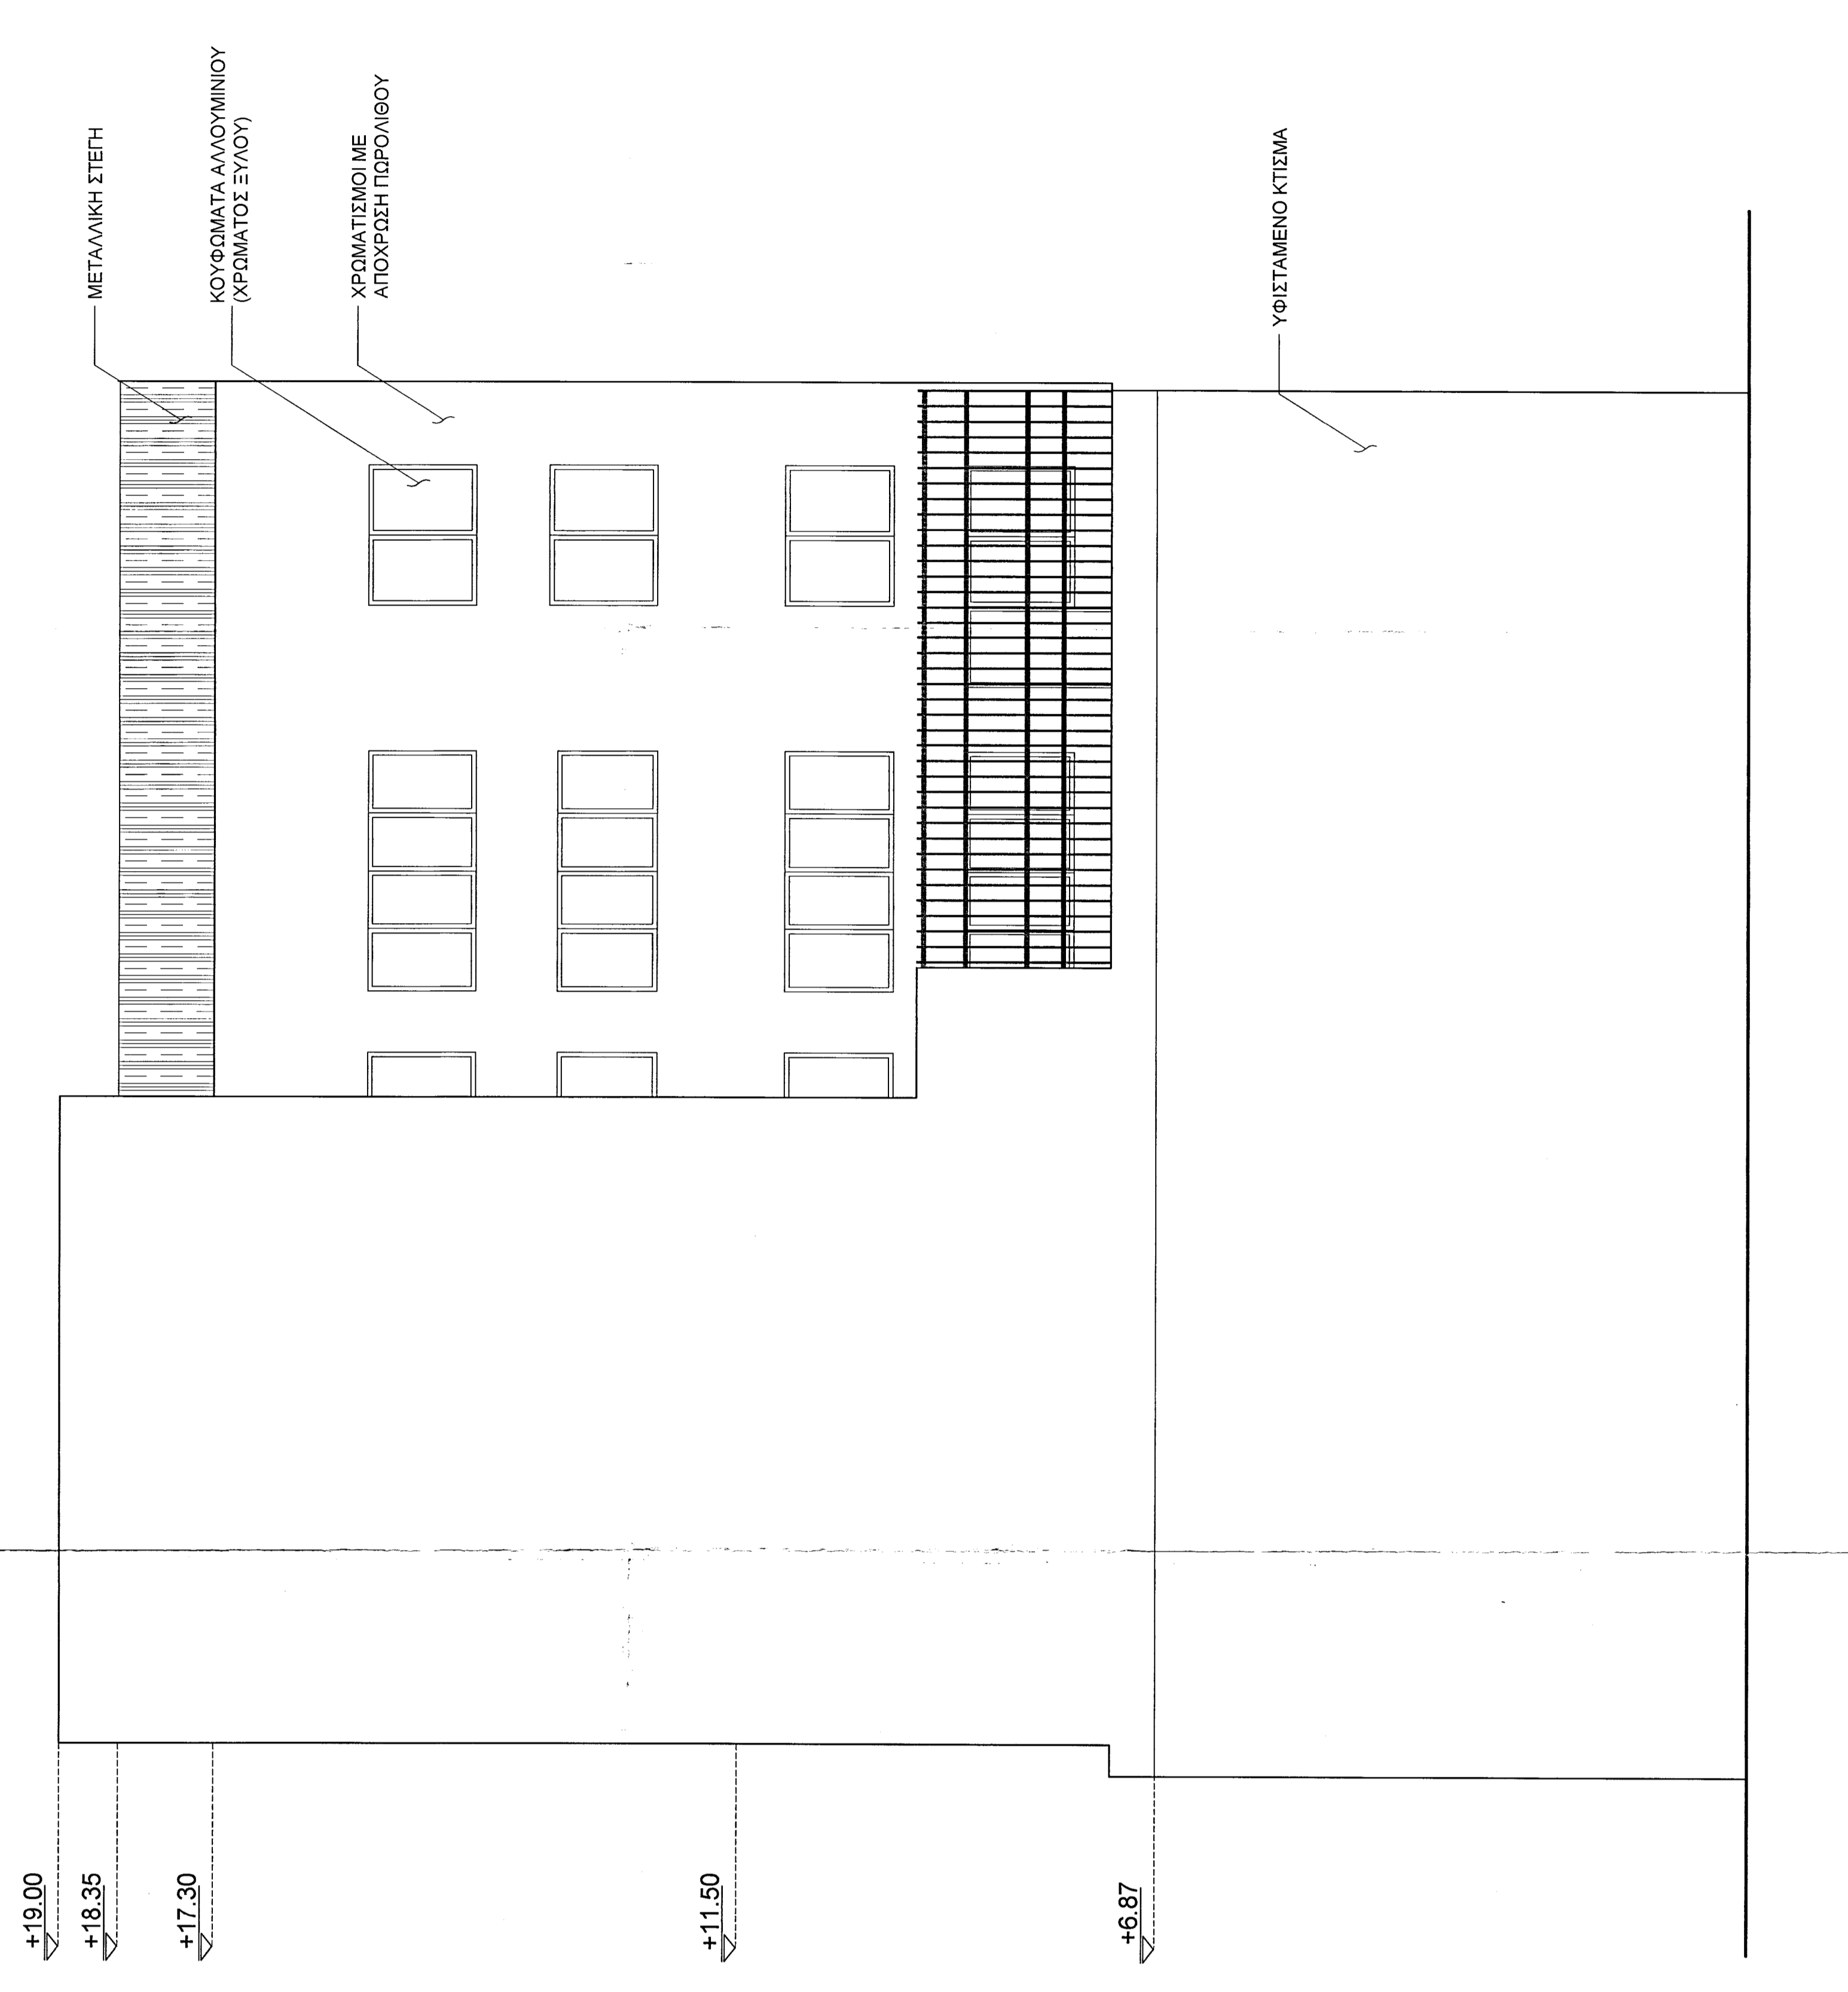 ΜΕΤΑΛΛΙΚΗ ΣΤΕΓΗ
ΚΟΥΦΩΜΑΤΑ ΑΛΛΟΥΜΙΝΙΟΥ
(ΧΡΩΜΑΤΟΣ ΞΥΛΟΥ)
ΧΡΩΜΑΤΙΣΜΟΙ ΜΕ
ΑΠΟΧΡΩΣΗ ΠΩΡΟΛΙΘΟΥ
ΥΦΙΣΤΑΜΕΝΟ ΚΤΙΣΜΑ
+19.00
+18.35
+17.30
+11.50
+6.87